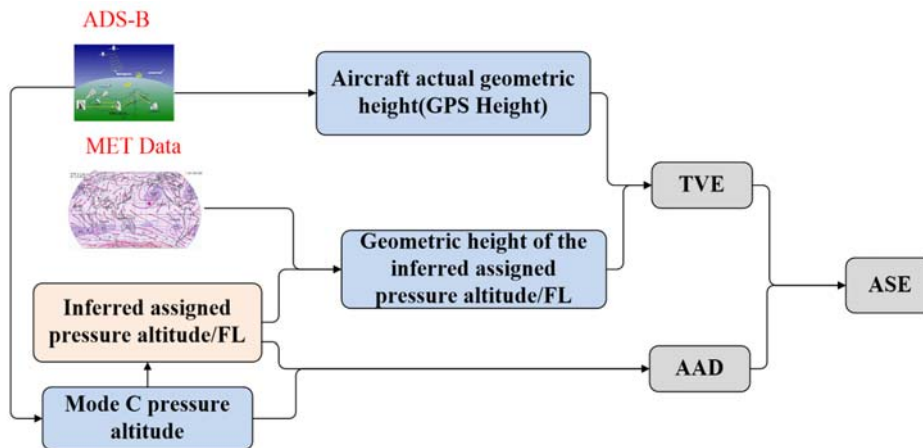 ADS-B
Aircraft actual geometric
height(GPS Height)
MET Data
TVE
Geometric height of the
inferred assigned
pressure altitude/FL
ASE
Inferred assigned
pressure altitude/FL
AAD
Mode C pressure
altitude